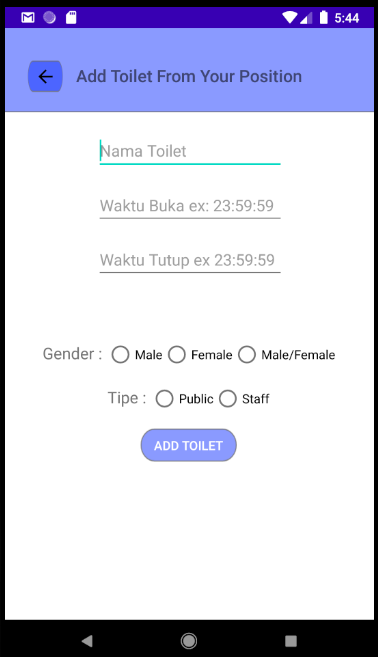 5:44
Add Toilet From Your Position
Nama Toilet
Waktu Buka ex: 23:59:59
Waktu Tutup ex 23:59:59
Gender : Male Female Male/Female
Tipe : Public Staff
ADD TOILET